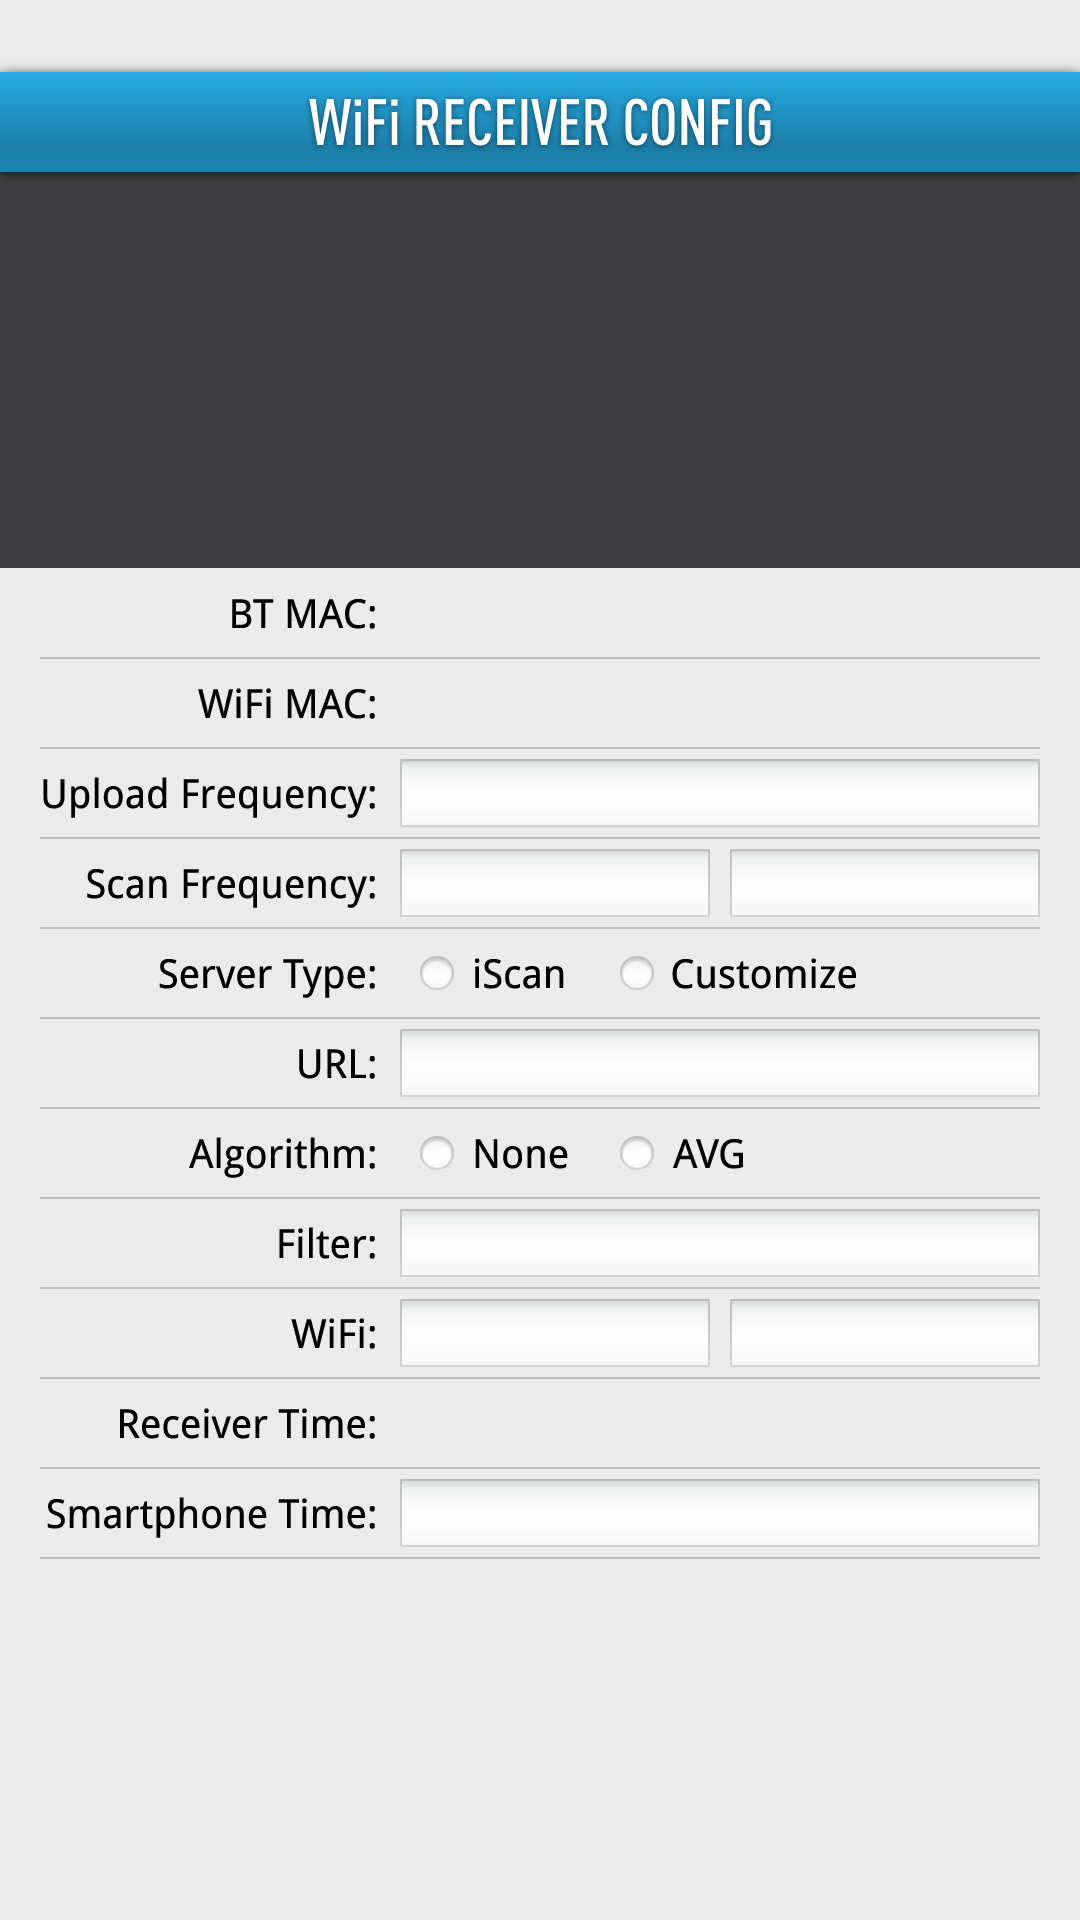 WiFi RECEIVER CONFIG
BT MAC:
WiFi MAC:
Upload Frequency:
Scan Frequency:
Server Type: iScan Customize
URL:
Algorithm: None AVG
Filter:
WiFi:
Receiver Time:
Smartphone Time: